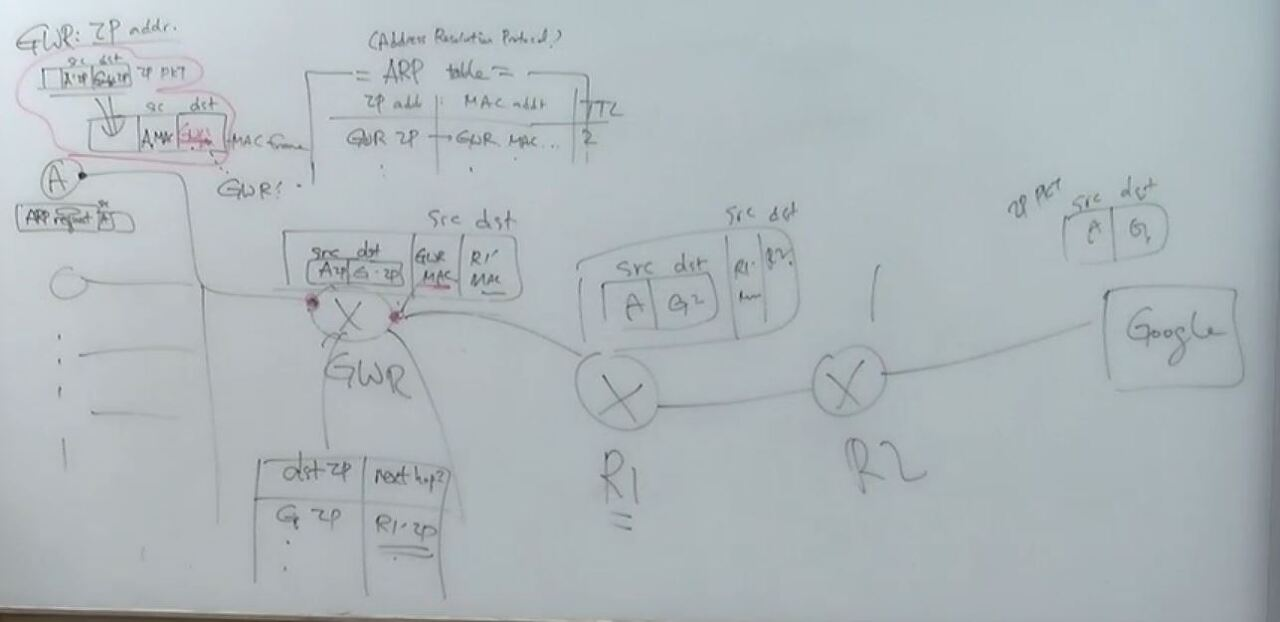 GWR: IP addr.
src dst
A IP GW IP IP PKT
src dst
A.MAC GWR MAC frame
GWR:
A
ARP request
(Address Resolution Protocol)
= ARP table =
IP addr MAC addr TTL
GWR IP → GWR MAC... 2
src dst
src dst
A IP G-IP GWR MAC R1' MAC
X
GWR
dst IP next hop
G IP R1-IP
src dst
src dst
A G2 R1- R2.
X
R1
X
R2
IP PKT src dst
A G
Google